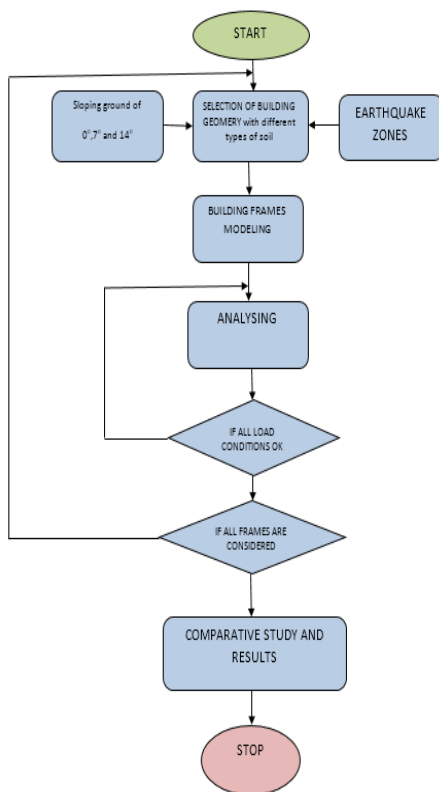 START
Sloping ground of
0°,7° and 14°
SELECTION OF BUILDING
GEOMERY with different
types of soil
EARTHQUAKE
ZONES
BUILDING FRAMES
MODELING
ANALYSING
IF ALL LOAD
CONDITIONS OK
IF ALL FRAMES ARE
CONSIDERED
COMPARATIVE STUDY AND
RESULTS
STOP